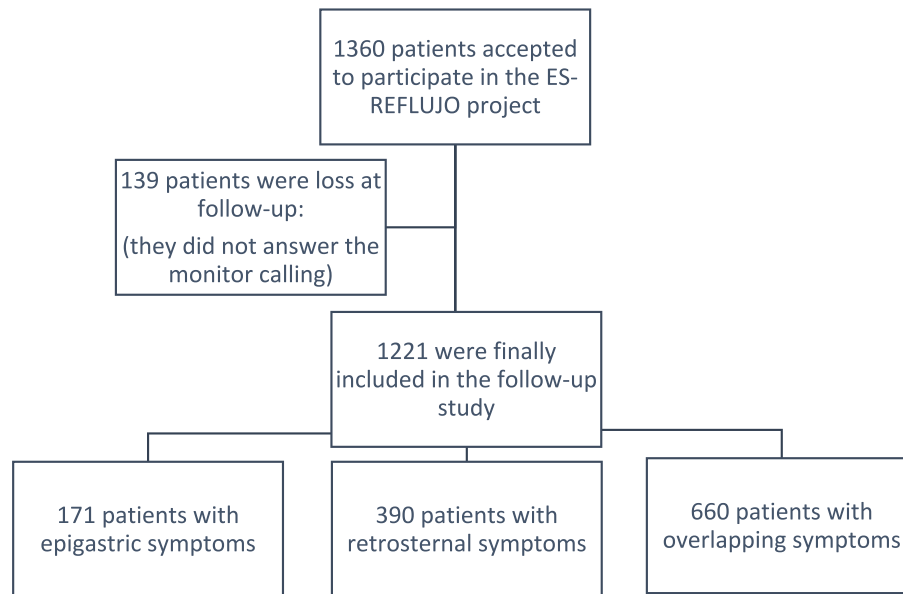 1360 patients accepted
to participate in the ES-
REFLUJO project
139 patients were loss at
follow-up:
(they did not answer the
monitor calling)
1221 were finally
included in the follow-up
study
171 patients with
epigastric symptoms
390 patients with
retrosternal symptoms
660 patients with
overlapping symptoms